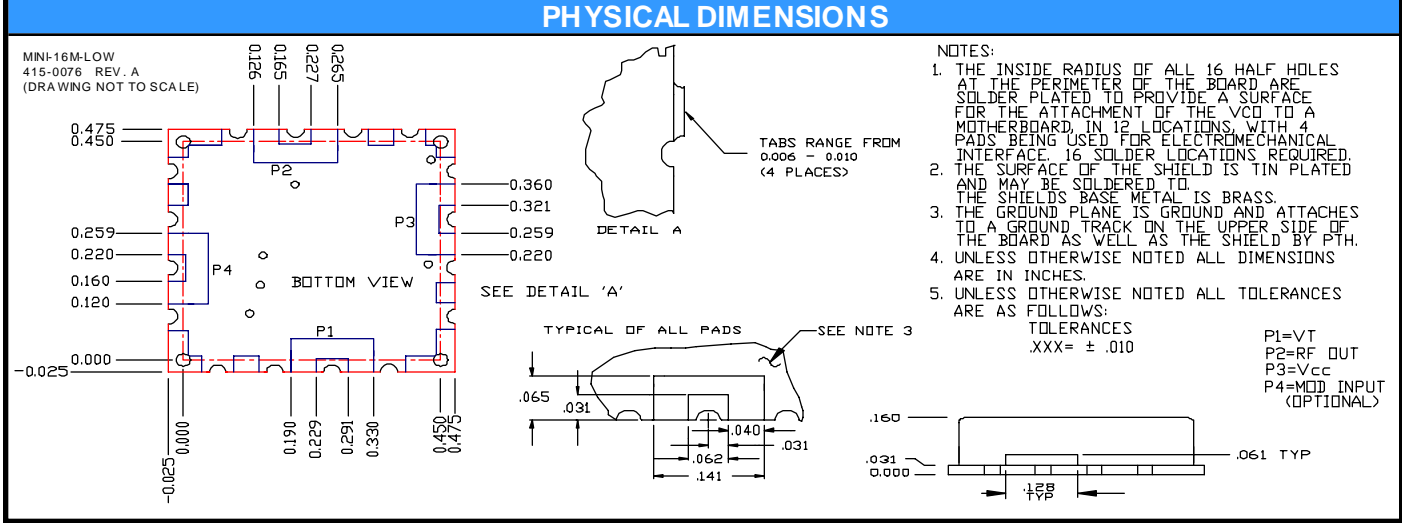 PHYSICAL DIMENSIONS
MINI-16M-LOW
415-0076 REV. A
(DRAWING NOT TO SCALE)
0.126
0.165
0.227
0.265
0.475
0.450
0.259
0.220
0.160
0.120
0.000
-0.025
P2
P3
P4
P1
BOTTOM VIEW
0.360
0.321
0.259
0.220
SEE DETAIL 'A'
-0.025
0.000
0.190
0.229
0.291
0.330
0.450
0.475
TABS RANGE FROM
0.006 - 0.010
(4 PLACES)
DETAIL A
TYPICAL OF ALL PADS
SEE NOTE 3
.065
.031
.040
.031
.062
.141
NOTES:
1. THE INSIDE RADIUS OF ALL 16 HALF HOLES
AT THE PERIMETER OF THE BOARD ARE
SOLDER PLATED TO PROVIDE A SURFACE
FOR THE ATTACHMENT OF THE VCO TO A
MOTHERBOARD, IN 12 LOCATIONS, WITH 4
PADS BEING USED FOR ELECTROMECHANICAL
INTERFACE. 16 SOLDER LOCATIONS REQUIRED.
2. THE SURFACE OF THE SHIELD IS TIN PLATED
AND MAY BE SOLDERED TO.
THE SHIELDS BASE METAL IS BRASS.
3. THE GROUND PLANE IS GROUND AND ATTACHES
TO A GROUND TRACK ON THE UPPER SIDE OF
THE BOARD AS WELL AS THE SHIELD BY PTH.
4. UNLESS OTHERWISE NOTED ALL DIMENSIONS
ARE IN INCHES.
5. UNLESS OTHERWISE NOTED ALL TOLERANCES
ARE AS FOLLOWS:
TOLERANCES
.XXX= ± .010
P1=VT
P2=RF OUT
P3=Vcc
P4=MOD INPUT
(OPTIONAL)
.160
.031
0.000
.061 TYP
.128
TYP